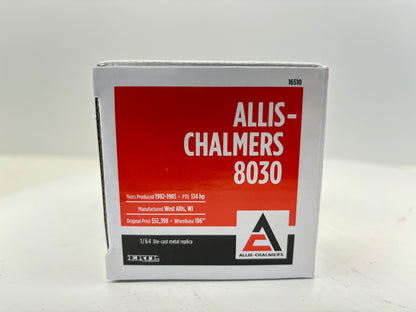 16510
ALLIS-
CHALMERS
8030
Years Produced 1982-1985 • PTO 134 hp
Manufactured West Allis, WI
Original Price $52,398 • Wheelbase 106"
1/64 Die-cast metal replica
ERTL
ALLIS-CHALMERS